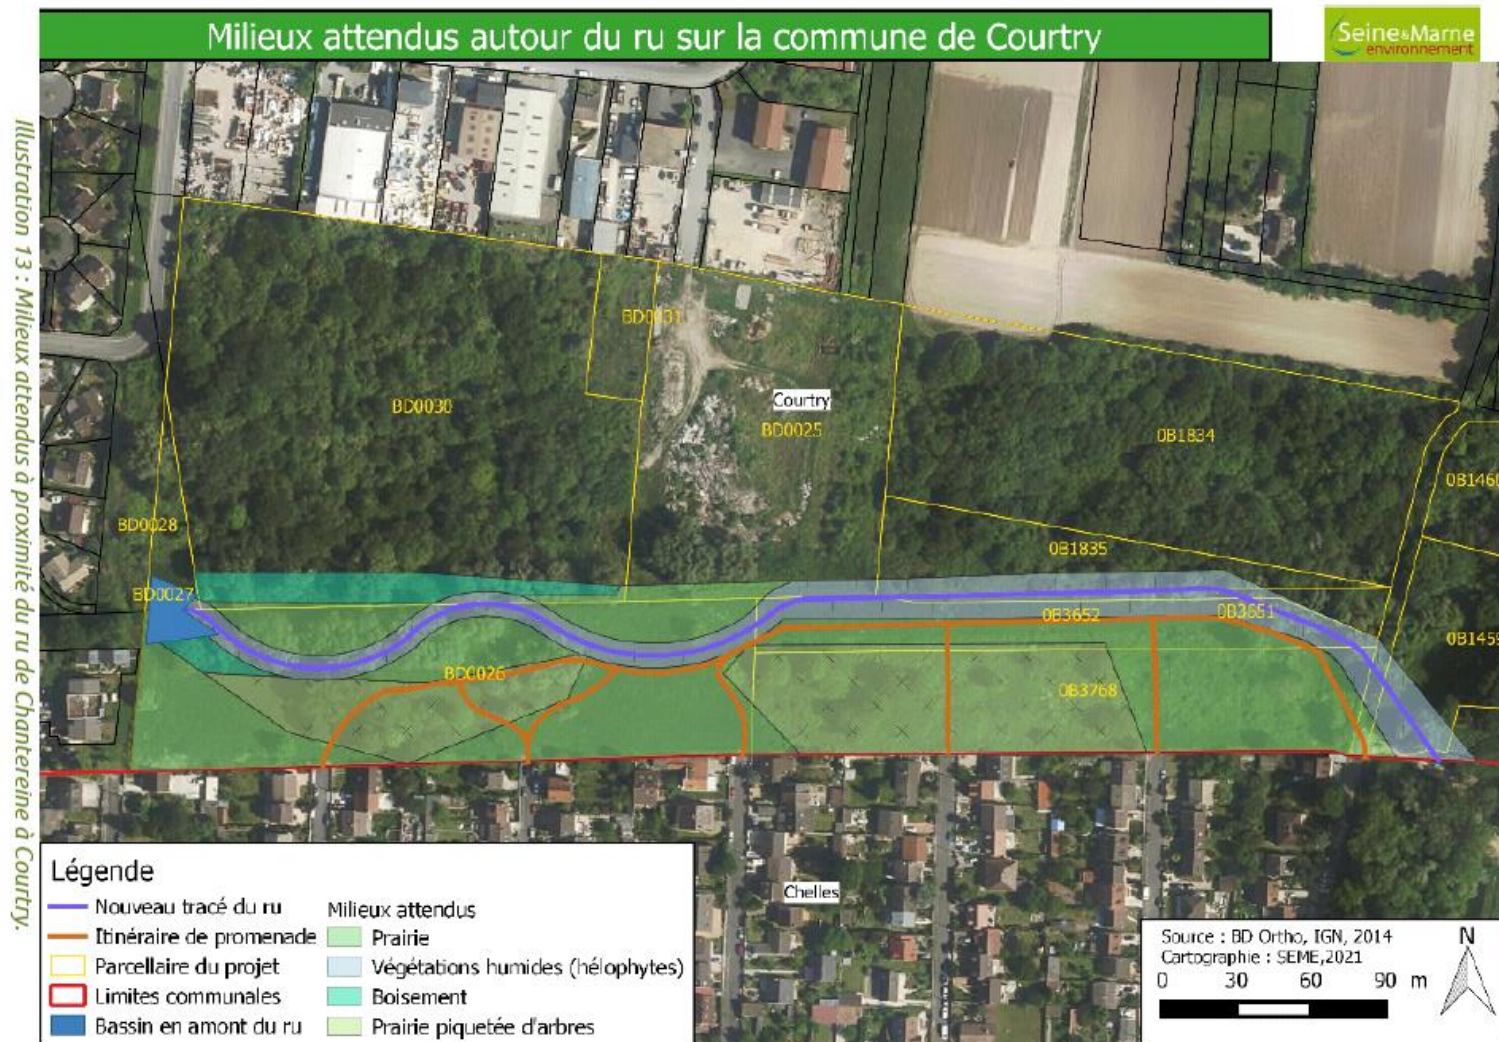 Milieux attendus autour du ru sur la commune de Courtry
Seine&Marne
environnement
Illustration 13 : Milieux attendus à proximité du ru de Chantereine à Courtry.
BD0031
BD0030
Courtry
BD0025
0B1834
0B1460
BD0028
0B1835
BD0027
0B3652
0B3651
0B1459
BD0026
0B3768
Chelles
Légende
Nouveau tracé du ru
Itinéraire de promenade
Parcellaire du projet
Limites communales
Bassin en amont du ru
Milieux attendus
Prairie
Végétations humides (hélophytes)
Boisement
Prairie piquetée d'arbres
Source : BD Ortho, IGN, 2014
Cartographie : SEME,2021
0 30 60 90 m
N